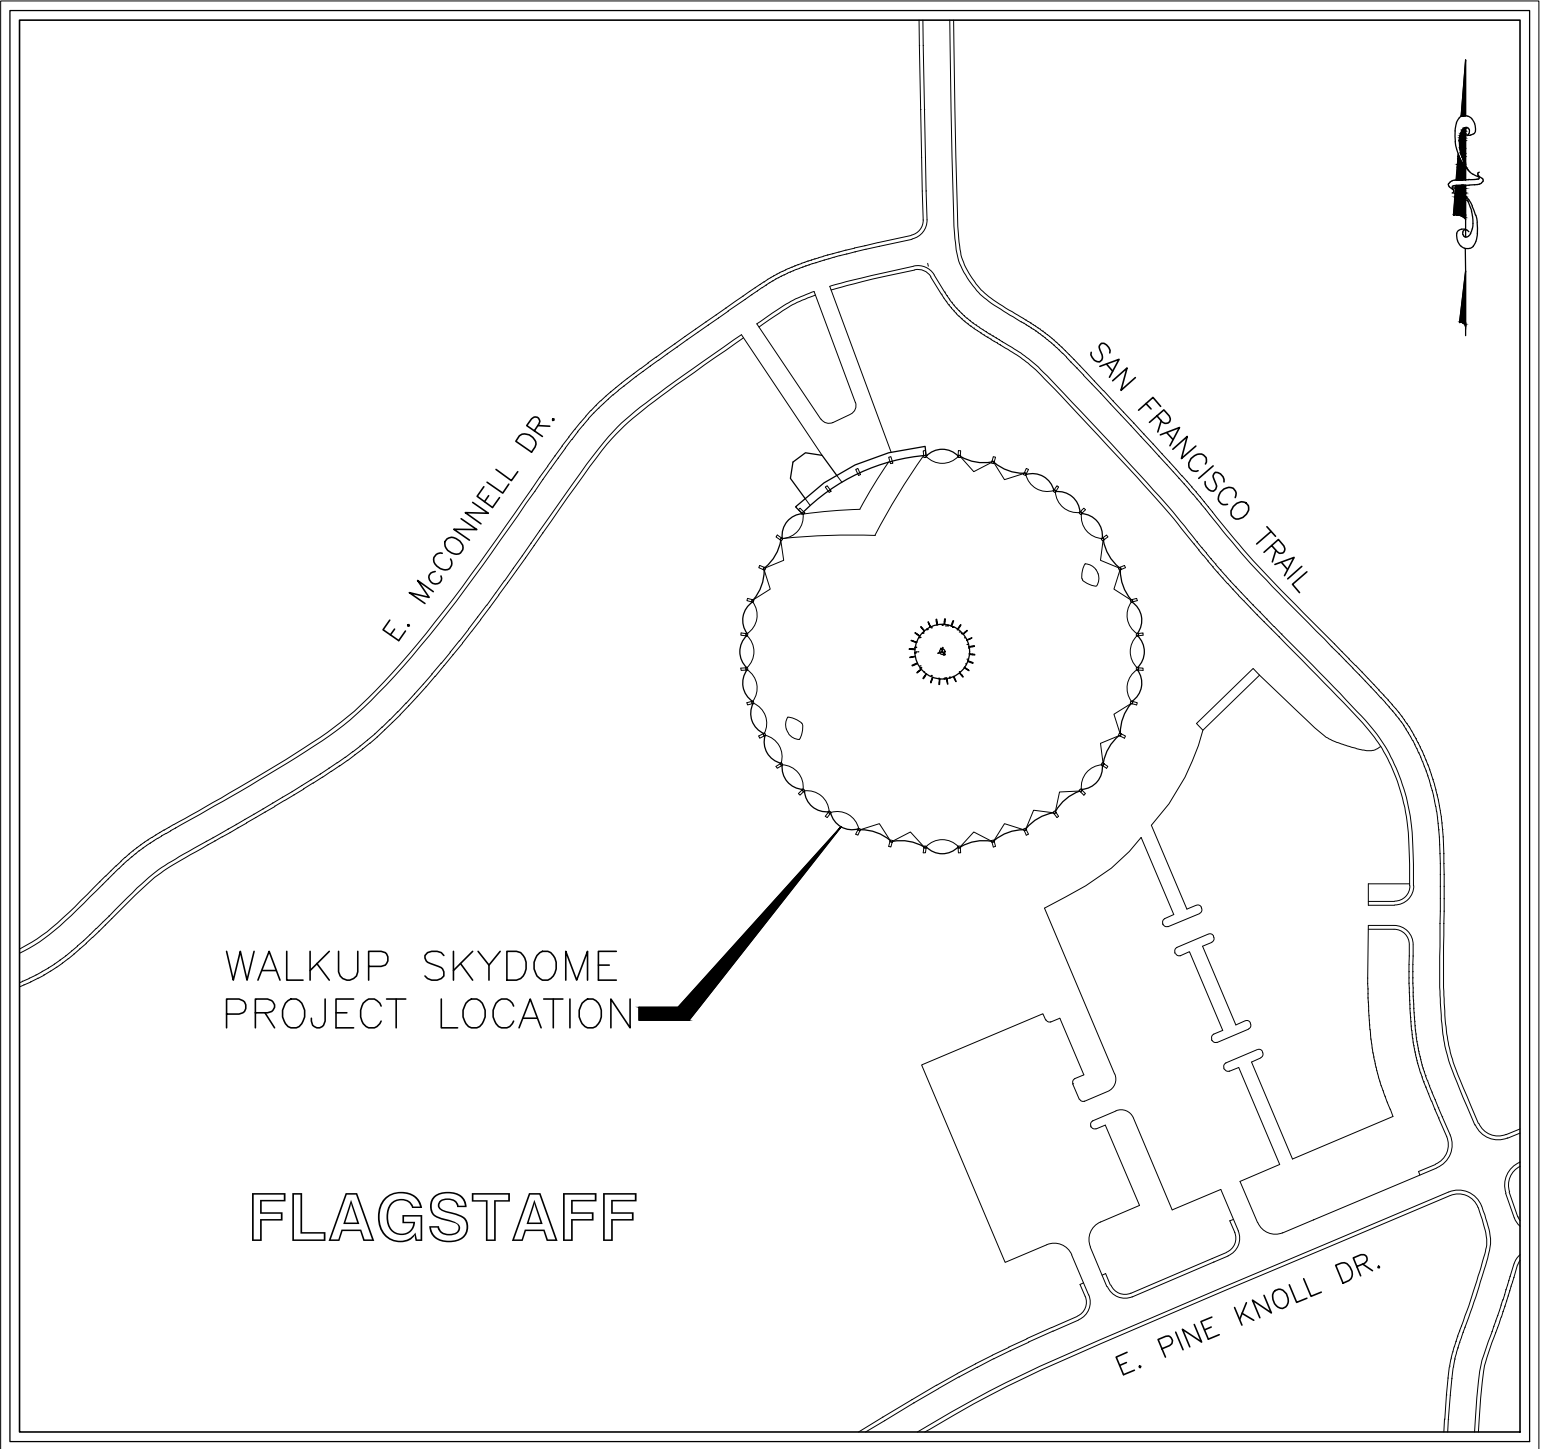 SAN FRANCISCO TRAIL
E. McCONNELL DR.
WALKUP SKYDOME
PROJECT LOCATION
FLAGSTAFF
E. PINE KNOLL DR.